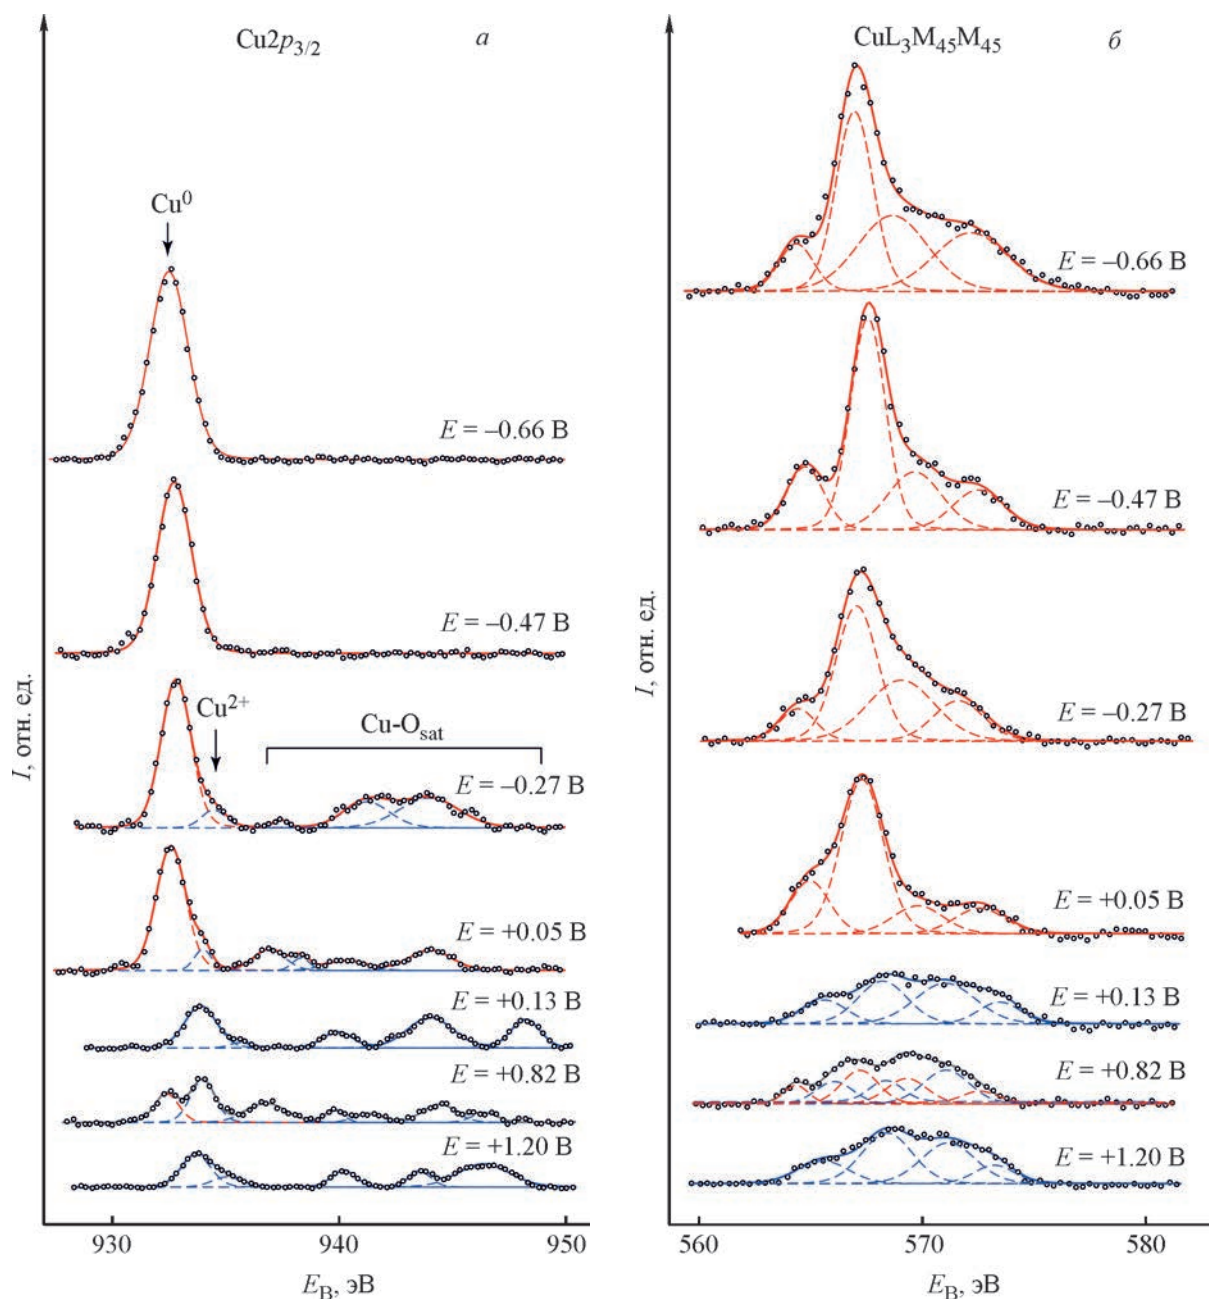 Cu2p3/2
а
Cu⁰
E = –0.66 В
E = –0.47 В
Cu²⁺
Cu-Osat
E = –0.27 В
E = +0.05 В
E = +0.13 В
E = +0.82 В
E = +1.20 В
I, отн. ед.
930
940
950
EВ, эВ
CuL₃M₄₅M₄₅
б
E = –0.66 В
E = –0.47 В
E = –0.27 В
E = +0.05 В
E = +0.13 В
E = +0.82 В
E = +1.20 В
I, отн. ед.
560
570
580
EВ, эВ